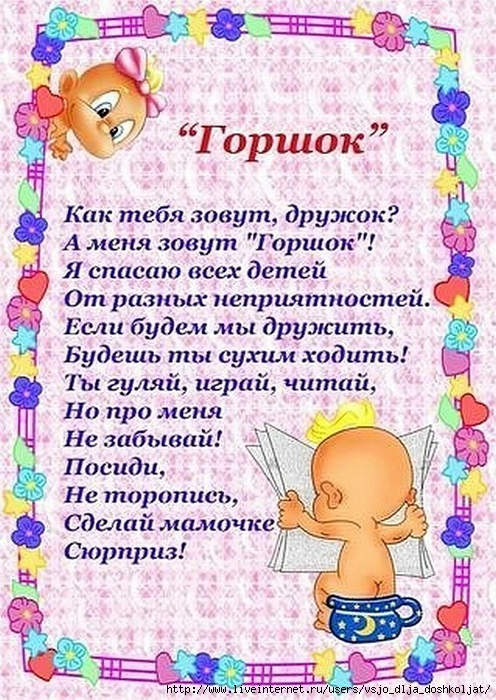 “Горшок”
Как тебя зовут, дружок?
А меня зовут "Горшок"!
Я спасаю всех детей
От разных неприятностей.
Если будем мы дружить,
Будешь ты сухим ходить!
Ты гуляй, играй, читай,
Но про меня
Не забывай!
Посиди,
Не торопись,
Сделай мамочке
Сюрприз!
http://www.liveinternet.ru/users/vsjo_dlja_doshkoljat/